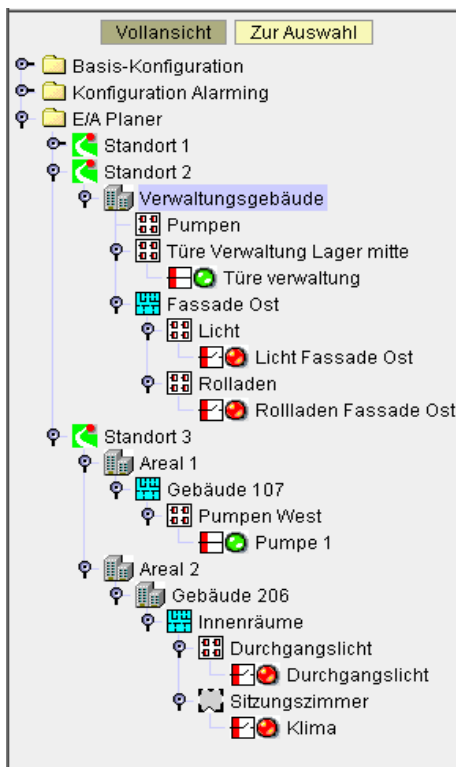 Vollansicht Zur Auswahl
Basis-Konfiguration
Konfiguration Alarming
E/A Planer
Standort 1
Standort 2
Verwaltungsgebäude
Pumpen
Türe Verwaltung Lager mitte
Türe verwaltung
Fassade Ost
Licht
Licht Fassade Ost
Rolladen
Rollladen Fassade Ost
Standort 3
Areal 1
Gebäude 107
Pumpen West
Pumpe 1
Areal 2
Gebäude 206
Innenräume
Durchgangslicht
Durchgangslicht
Sitzungszimmer
Klima